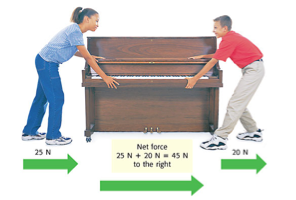 25 N
Net force
25 N + 20 N = 45 N
to the right
20 N